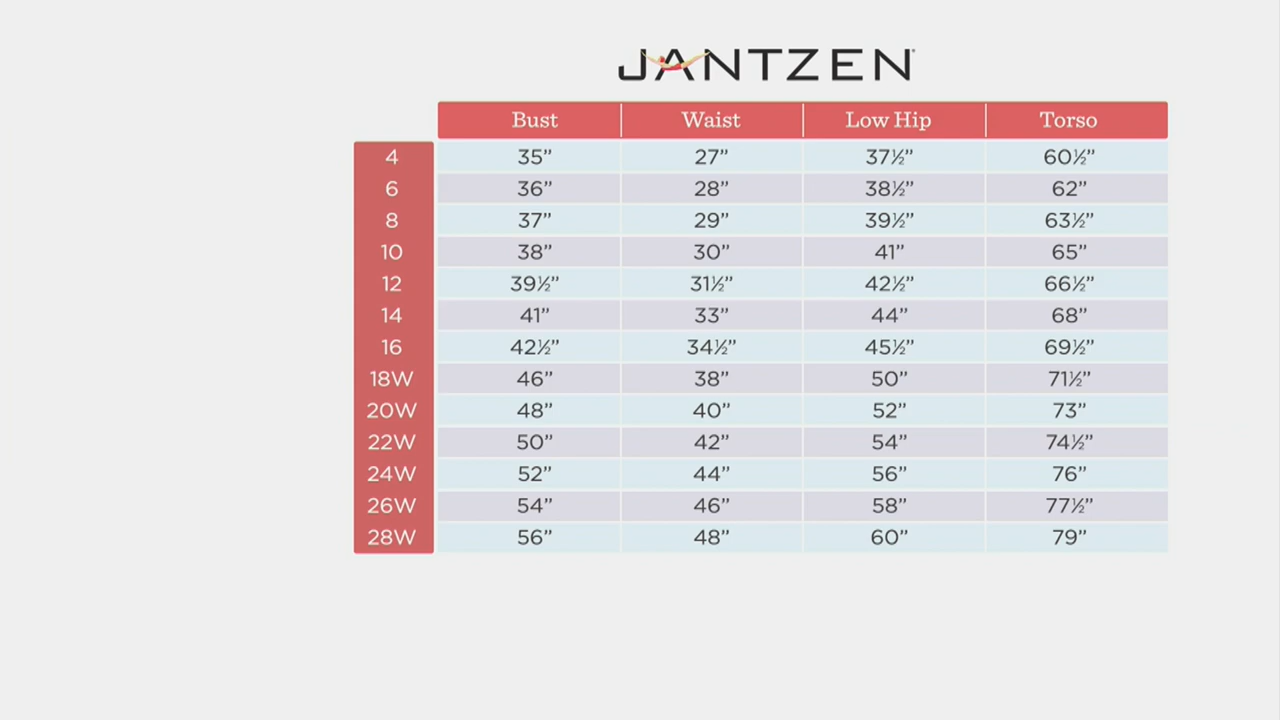 JANTZEN
Bust Waist Low Hip Torso
4 35” 27” 37½” 60½”
6 36” 28” 38½” 62”
8 37” 29” 39½” 63½”
10 38” 30” 41” 65”
12 39½” 31½” 42½” 66½”
14 41” 33” 44” 68”
16 42½” 34½” 45½” 69½”
18W 46” 38” 50” 71½”
20W 48” 40” 52” 73”
22W 50” 42” 54” 74½”
24W 52” 44” 56” 76”
26W 54” 46” 58” 77½”
28W 56” 48” 60” 79”